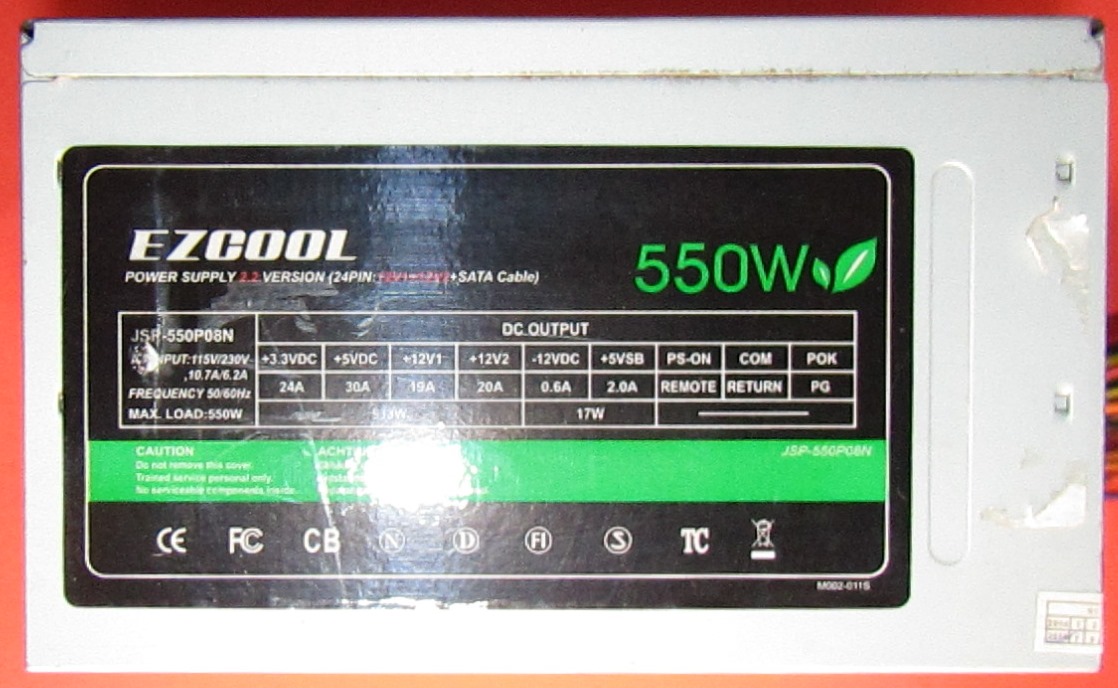 EZCOOL
POWER SUPPLY 2.2 VERSION (24PIN: +SATA Cable)
550W
JSP-550P08N
DC OUTPUT
INPUT:115V/230V
,10.7A/6.2A
FREQUENCY 50/60Hz
+3.3VDC +5VDC +12V1 +12V2 -12VDC +5VSB PS-ON COM POK
24A 30A 19A 20A 0.6A 2.0A REMOTE RETURN PG
MAX. LOAD:550W 17W
CAUTION
Do not remove this cover.
Trained service personal only.
No serviceable components inside.
JSP-550P08N
CE FC CB N D FI S TC
M002-011S